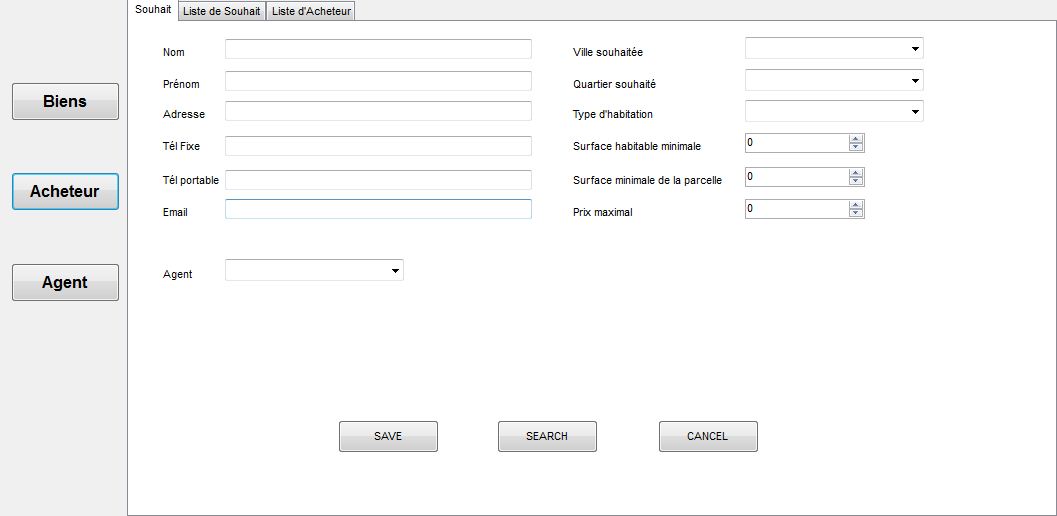 Souhait Liste de Souhait Liste d'Acheteur
Biens
Acheteur
Agent
Nom
Prénom
Adresse
Tél Fixe
Tél portable
Email
Agent
Ville souhaitée
Quartier souhaité
Type d'habitation
Surface habitable minimale 0
Surface minimale de la parcelle 0
Prix maximal 0
SAVE SEARCH CANCEL